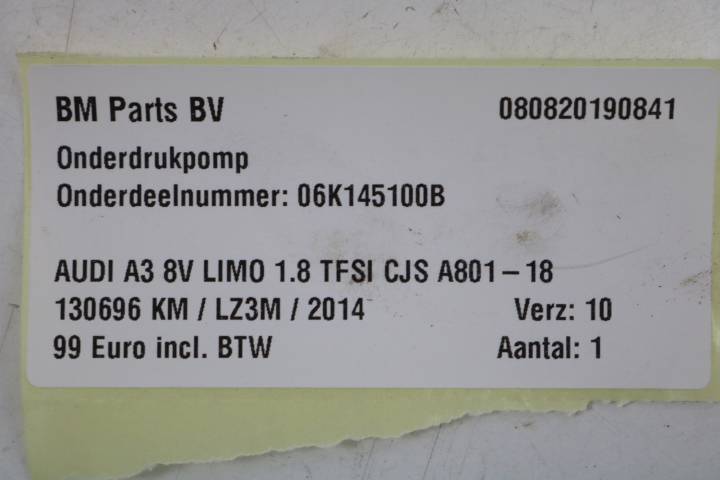 BM Parts BV 080820190841
Onderdrukpomp
Onderdeelnummer: 06K145100B
AUDI A3 8V LIMO 1.8 TFSI CJS A801-18
130696 KM / LZ3M / 2014 Verz: 10
99 Euro incl. BTW Aantal: 1